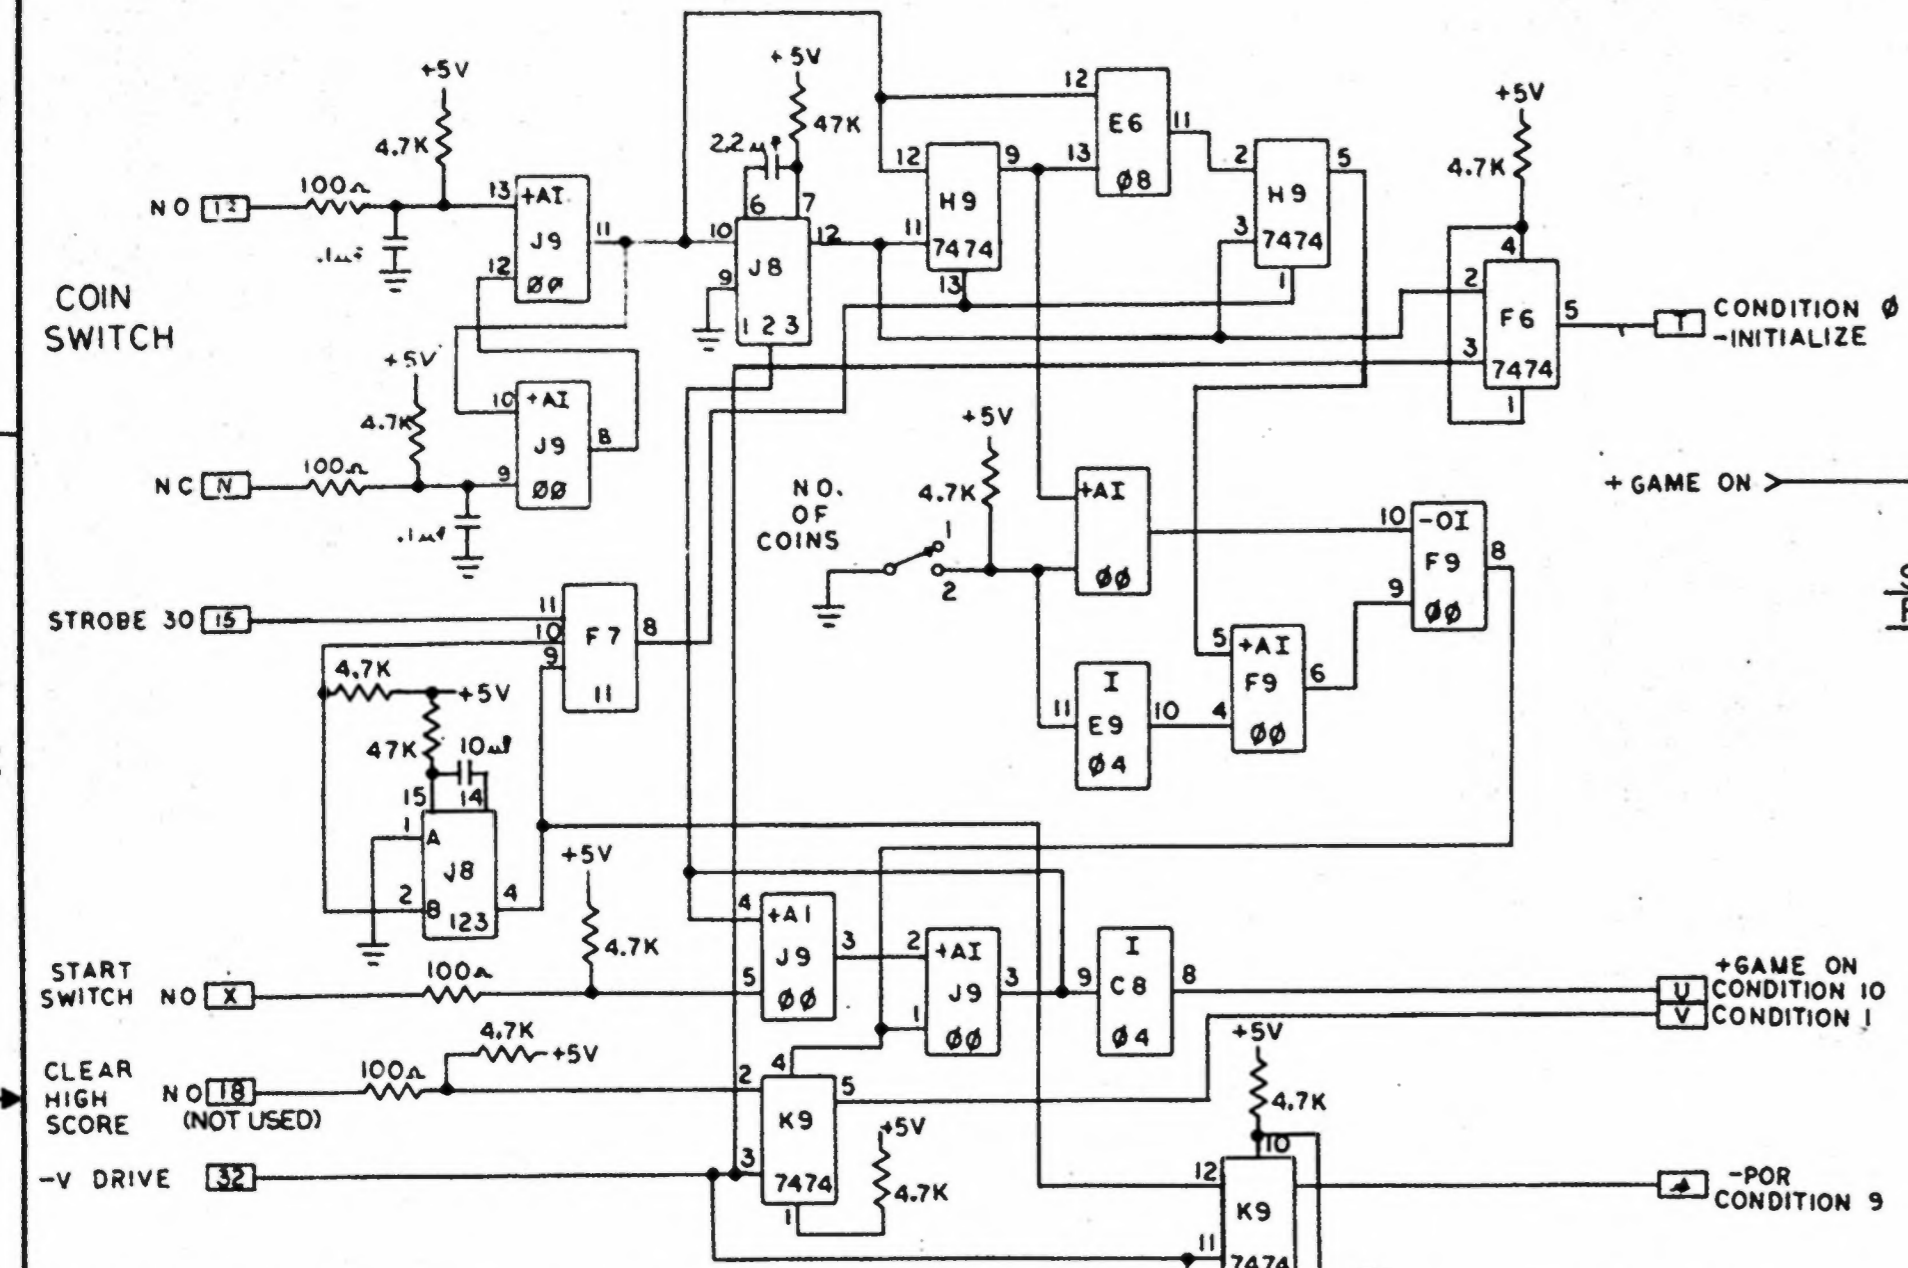 +5V
+5V
+5V
12
11
E6
13
Ø8
47K
2.2µf
4.7K
4.7K
NO 12
100Ω
13 +AI
J9
12
ØØ
11
.1µf
6
7
10
J8
9
1 2 3
12
12
9
H9
11
7474
13
2
5
H9
3
7474
1
4
2
F6
5
3
7474
1
T
CONDITION Ø
-INITIALIZE
COIN
SWITCH
+5V
4.7K
10 +AI
J9
8
9
ØØ
NC N
100Ω
.1µf
+5V
4.7K
NO.
OF
COINS
1
2
+AI
ØØ
10 -OI
F9
8
9
ØØ
+ GAME ON
STROBE 30 15
11
10
F7
8
9
11
4.7K
+5V
47K
10µf
5 +AI
F9
6
4
ØØ
I
11
E9
10
Ø4
15
14
1
A
J8
2
B
4
123
+5V
4.7K
START
SWITCH NO X
100Ω
4
+AI
J9
3
5
ØØ
2
+AI
J9
3
1
ØØ
I
9
C8
8
Ø4
+GAME ON
U CONDITION 10
V CONDITION 1
CLEAR
HIGH
SCORE
NO 18
(NOT USED)
100Ω
4.7K
+5V
4
2
5
K9
3
7474
1
+5V
4.7K
-V DRIVE 32
+5V
4.7K
10
12
K9
11
7474
-POR
CONDITION 9